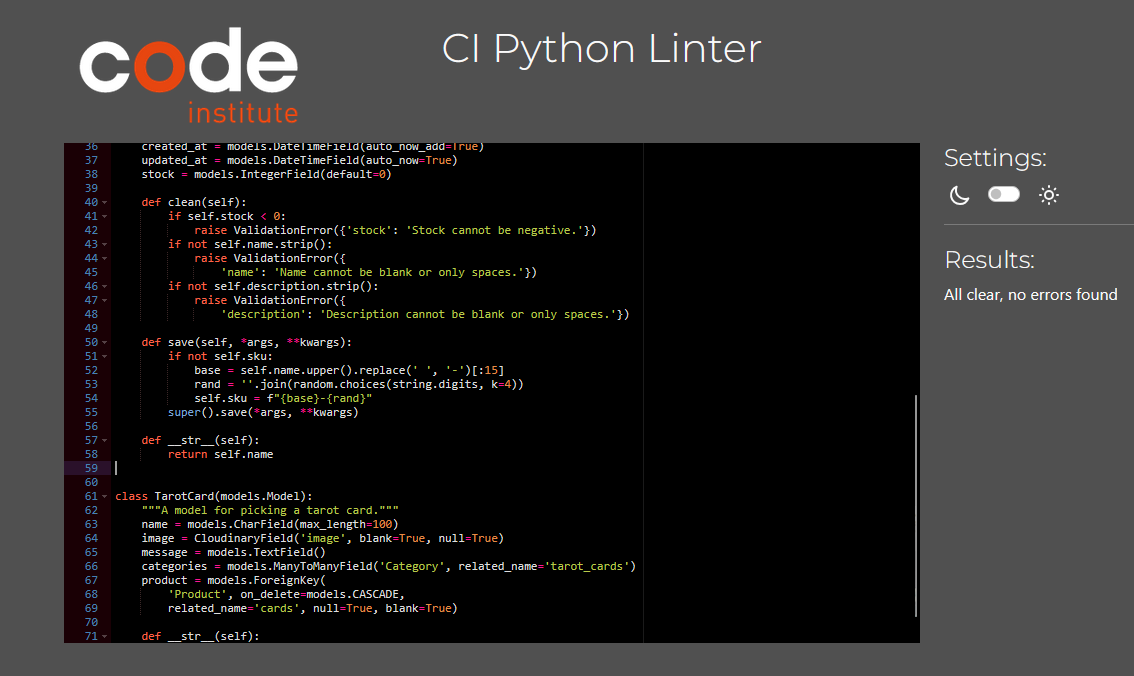 code
institute
CI Python Linter
36 created_at = models.DateTimeField(auto_now_add=True)
37 updated_at = models.DateTimeField(auto_now=True)
38 stock = models.IntegerField(default=0)
39
40 def clean(self):
41 if self.stock < 0:
42 raise ValidationError({'stock': 'Stock cannot be negative.'})
43 if not self.name.strip():
44 raise ValidationError({
45 'name': 'Name cannot be blank or only spaces.'})
46 if not self.description.strip():
47 raise ValidationError({
48 'description': 'Description cannot be blank or only spaces.'})
49
50 def save(self, *args, **kwargs):
51 if not self.sku:
52 base = self.name.upper().replace(' ', '-')[:15]
53 rand = ''.join(random.choices(string.digits, k=4))
54 self.sku = f"{base}-{rand}"
55 super().save(*args, **kwargs)
56
57 def __str__(self):
58 return self.name
59
60
61 class TarotCard(models.Model):
62 """A model for picking a tarot card."""
63 name = models.CharField(max_length=100)
64 image = CloudinaryField('image', blank=True, null=True)
65 message = models.TextField()
66 categories = models.ManyToManyField('Category', related_name='tarot_cards')
67 product = models.ForeignKey(
68 'Product', on_delete=models.CASCADE,
69 related_name='cards', null=True, blank=True)
70
71 def __str__(self):
Settings:
Results:
All clear, no errors found